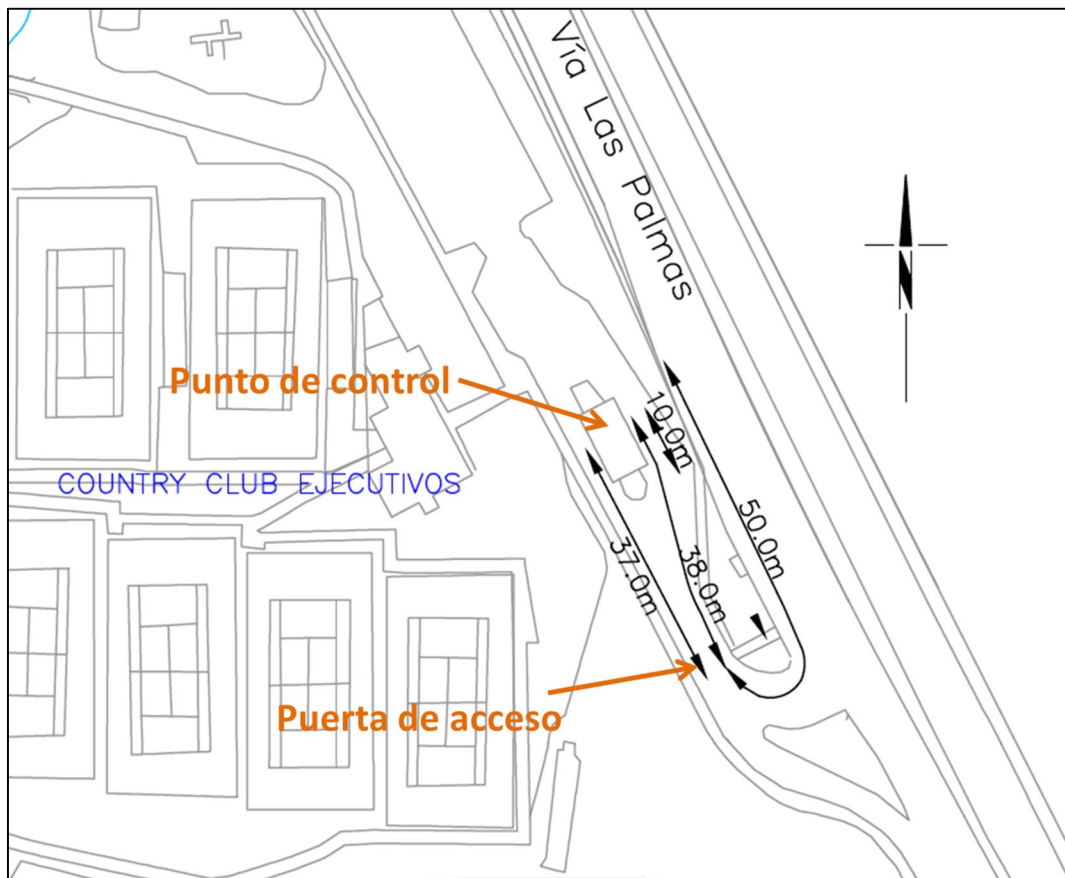 Vía Las Palmas
Punto de control
10.0m
COUNTRY CLUB EJECUTIVOS
50.0m
37.0m
38.0m
Puerta de acceso
N